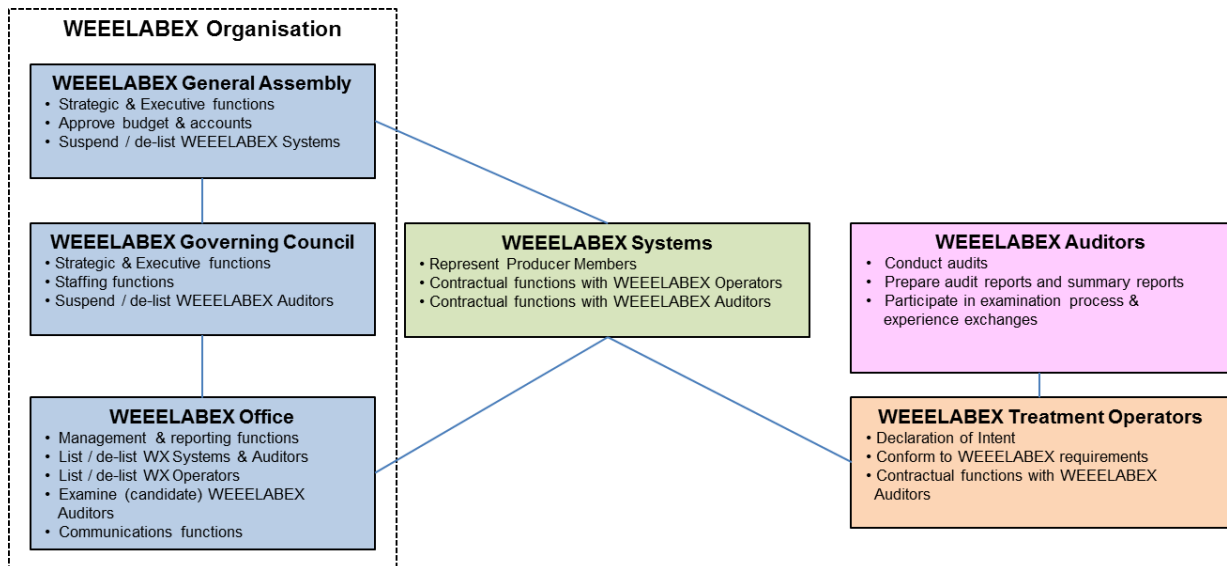 WEEELABEX Organisation
WEEELABEX General Assembly
• Strategic & Executive functions
• Approve budget & accounts
• Suspend / de-list WEEELABEX Systems
WEEELABEX Governing Council
• Strategic & Executive functions
• Staffing functions
• Suspend / de-list WEEELABEX Auditors
WEEELABEX Office
• Management & reporting functions
• List / de-list WX Systems & Auditors
• List / de-list WX Operators
• Examine (candidate) WEEELABEX
Auditors
• Communications functions
WEEELABEX Systems
• Represent Producer Members
• Contractual functions with WEEELABEX Operators
• Contractual functions with WEEELABEX Auditors
WEEELABEX Auditors
• Conduct audits
• Prepare audit reports and summary reports
• Participate in examination process &
experience exchanges
WEEELABEX Treatment Operators
• Declaration of Intent
• Conform to WEEELABEX requirements
• Contractual functions with WEEELABEX
Auditors